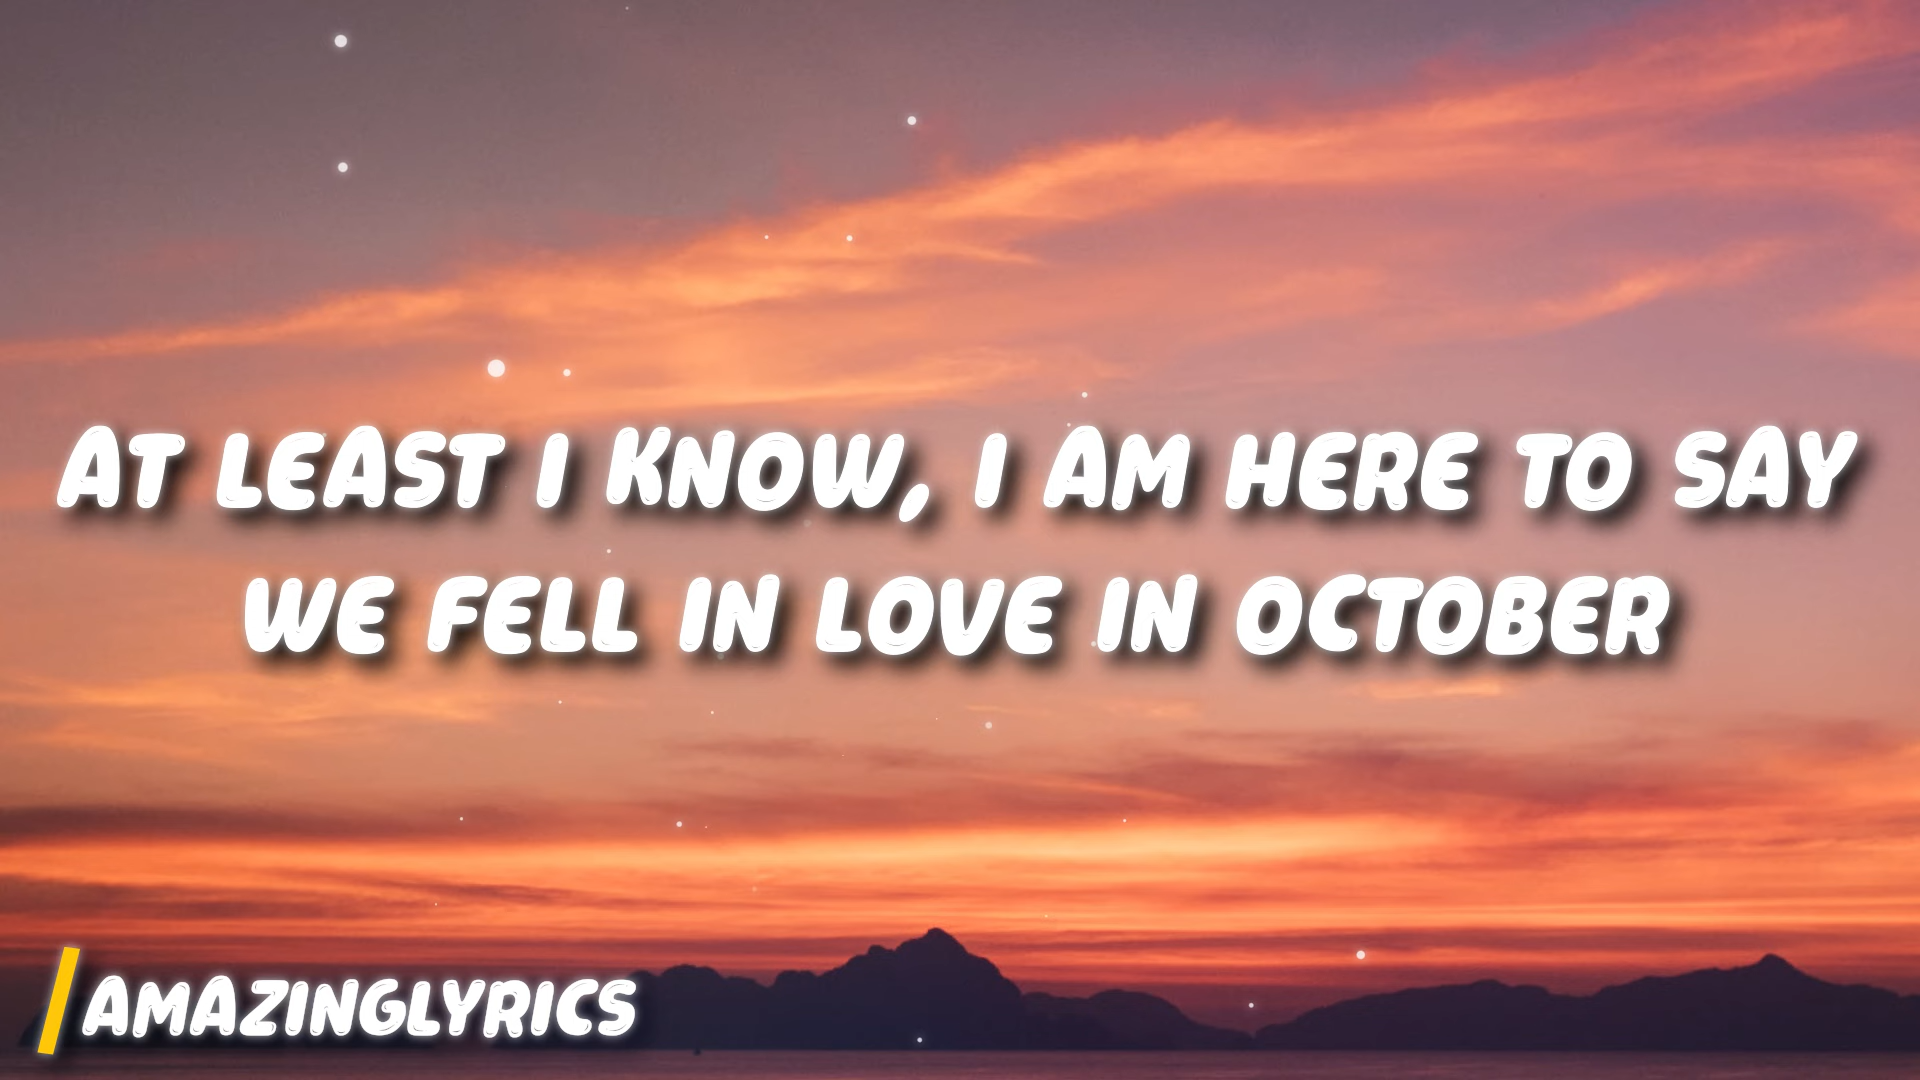 AT LEAST I KNOW, I AM HERE TO SAY
WE FELL IN LOVE IN OCTOBER
AMAZINGLYRICS